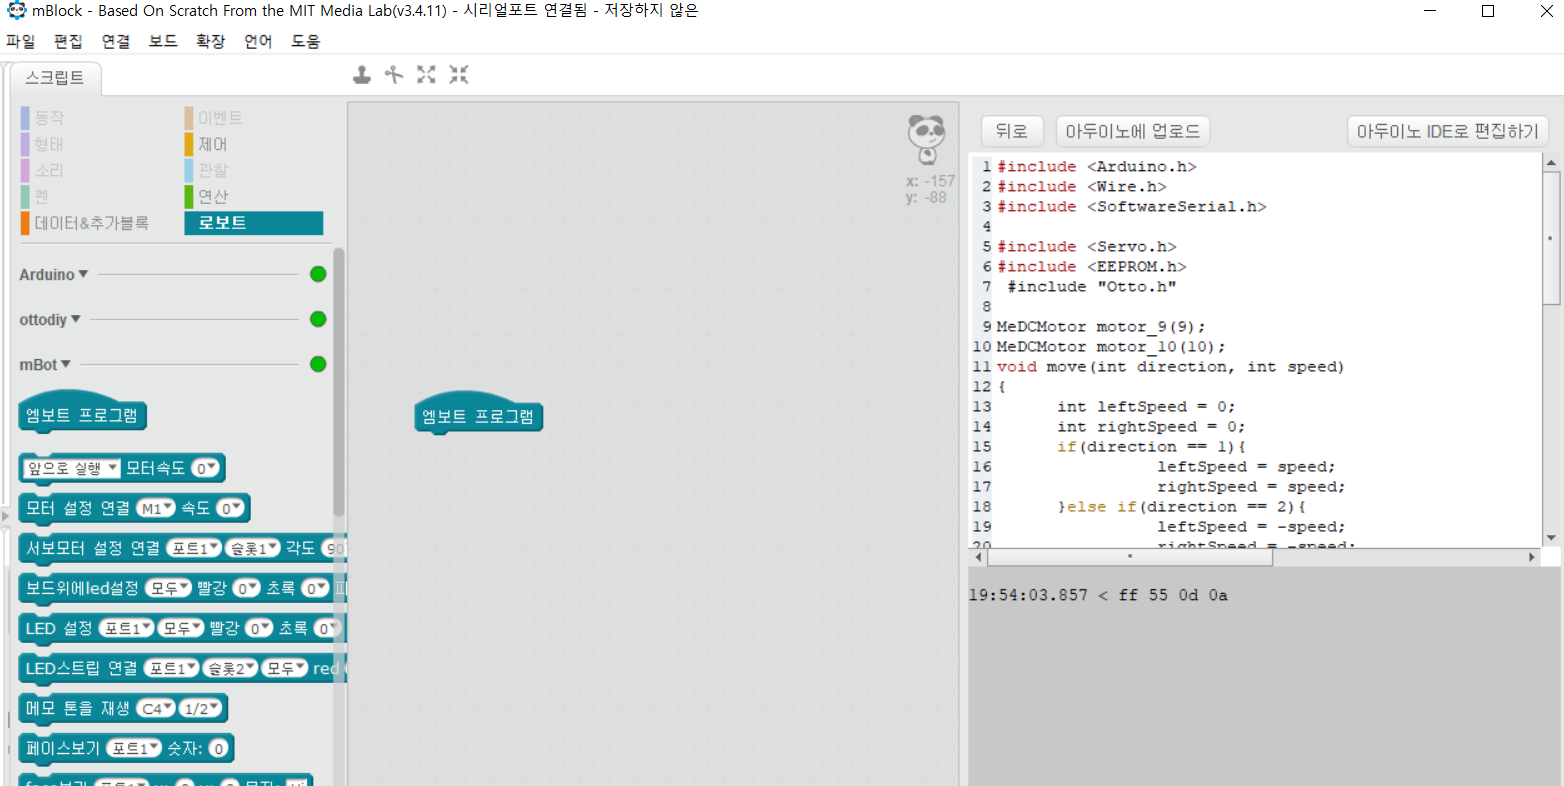 mBlock - Based On Scratch From the MIT Media Lab(v3.4.11) - 시리얼포트 연결됨 - 저장하지 않은
파일 편집 연결 보드 확장 언어 도움
스크립트
동작 이벤트
형태 제어
소리 관찰
펜 연산
데이터&추가블록 로보트
Arduino
ottodiy
mBot
엠보트 프로그램
앞으로 실행 모터속도 0
모터 설정 연결 M1 속도 0
서보모터 설정 연결 포트1 슬롯1 각도 90
보드위에led설정 모두 빨강 0 초록 0
LED 설정 포트1 모두 빨강 0 초록 0
LED스트립 연결 포트1 슬롯2 모두 red
메모 톤을 재생 C4 1/2
페이스보기 포트1 숫자: 0
엠보트 프로그램
x: -157
y: -88
뒤로 아두이노에 업로드 아두이노 IDE로 편집하기
1 #include <Arduino.h>
2 #include <Wire.h>
3 #include <SoftwareSerial.h>
4
5 #include <Servo.h>
6 #include <EEPROM.h>
7 #include "Otto.h"
8
9 MeDCMotor motor_9(9);
10 MeDCMotor motor_10(10);
11 void move(int direction, int speed)
12 {
13 int leftSpeed = 0;
14 int rightSpeed = 0;
15 if(direction == 1){
16 leftSpeed = speed;
17 rightSpeed = speed;
18 }else if(direction == 2){
19 leftSpeed = -speed;
20 rightSpeed = -speed;
19:54:03.857 < ff 55 0d 0a